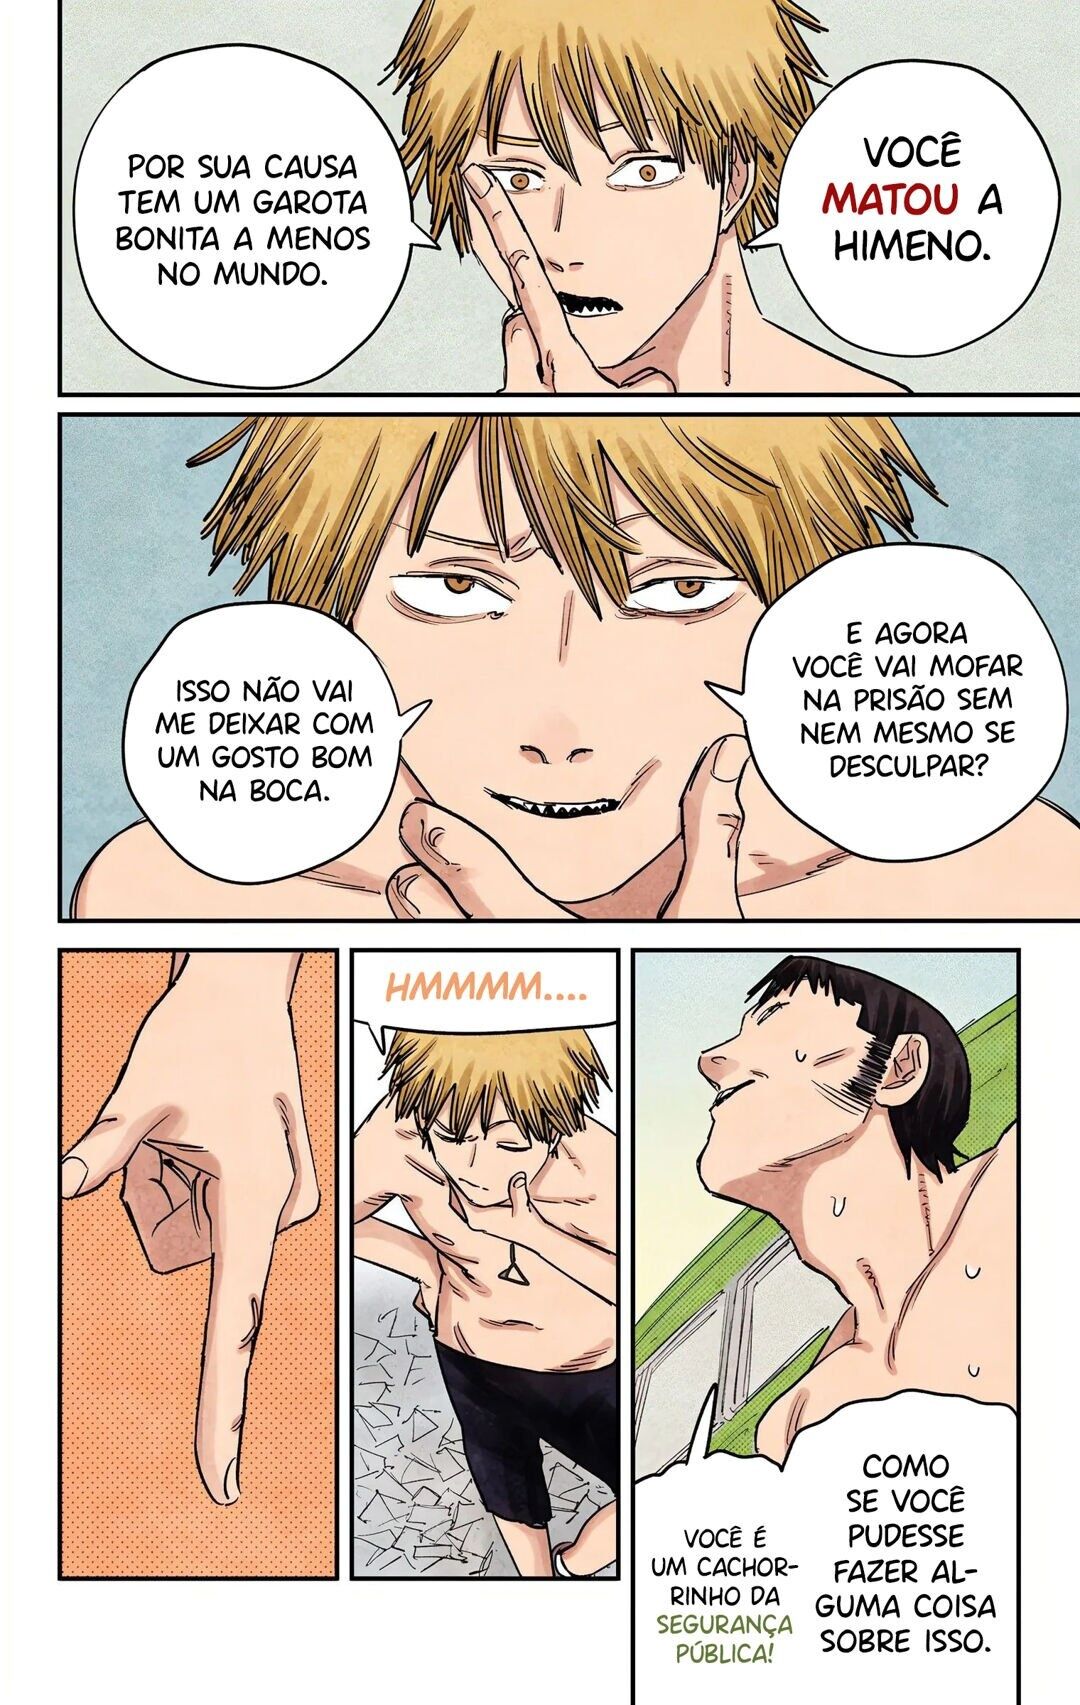 VOCÊ
MATOU A
HIMENO.
POR SUA CAUSA
TEM UM GAROTA
BONITA A MENOS
NO MUNDO.
E AGORA
VOCÊ VAI MOFAR
NA PRISÃO SEM
NEM MESMO SE
DESCULPAR?
ISSO NÃO VAI
ME DEIXAR COM
UM GOSTO BOM
NA BOCA.
COMO
SE VOCÊ
PUDESSE
FAZER AL-
GUMA COISA
SOBRE ISSO.
VOCÊ É
UM CACHOR-
RINHO DA
SEGURANÇA
PÚBLICA!
HMMMM....